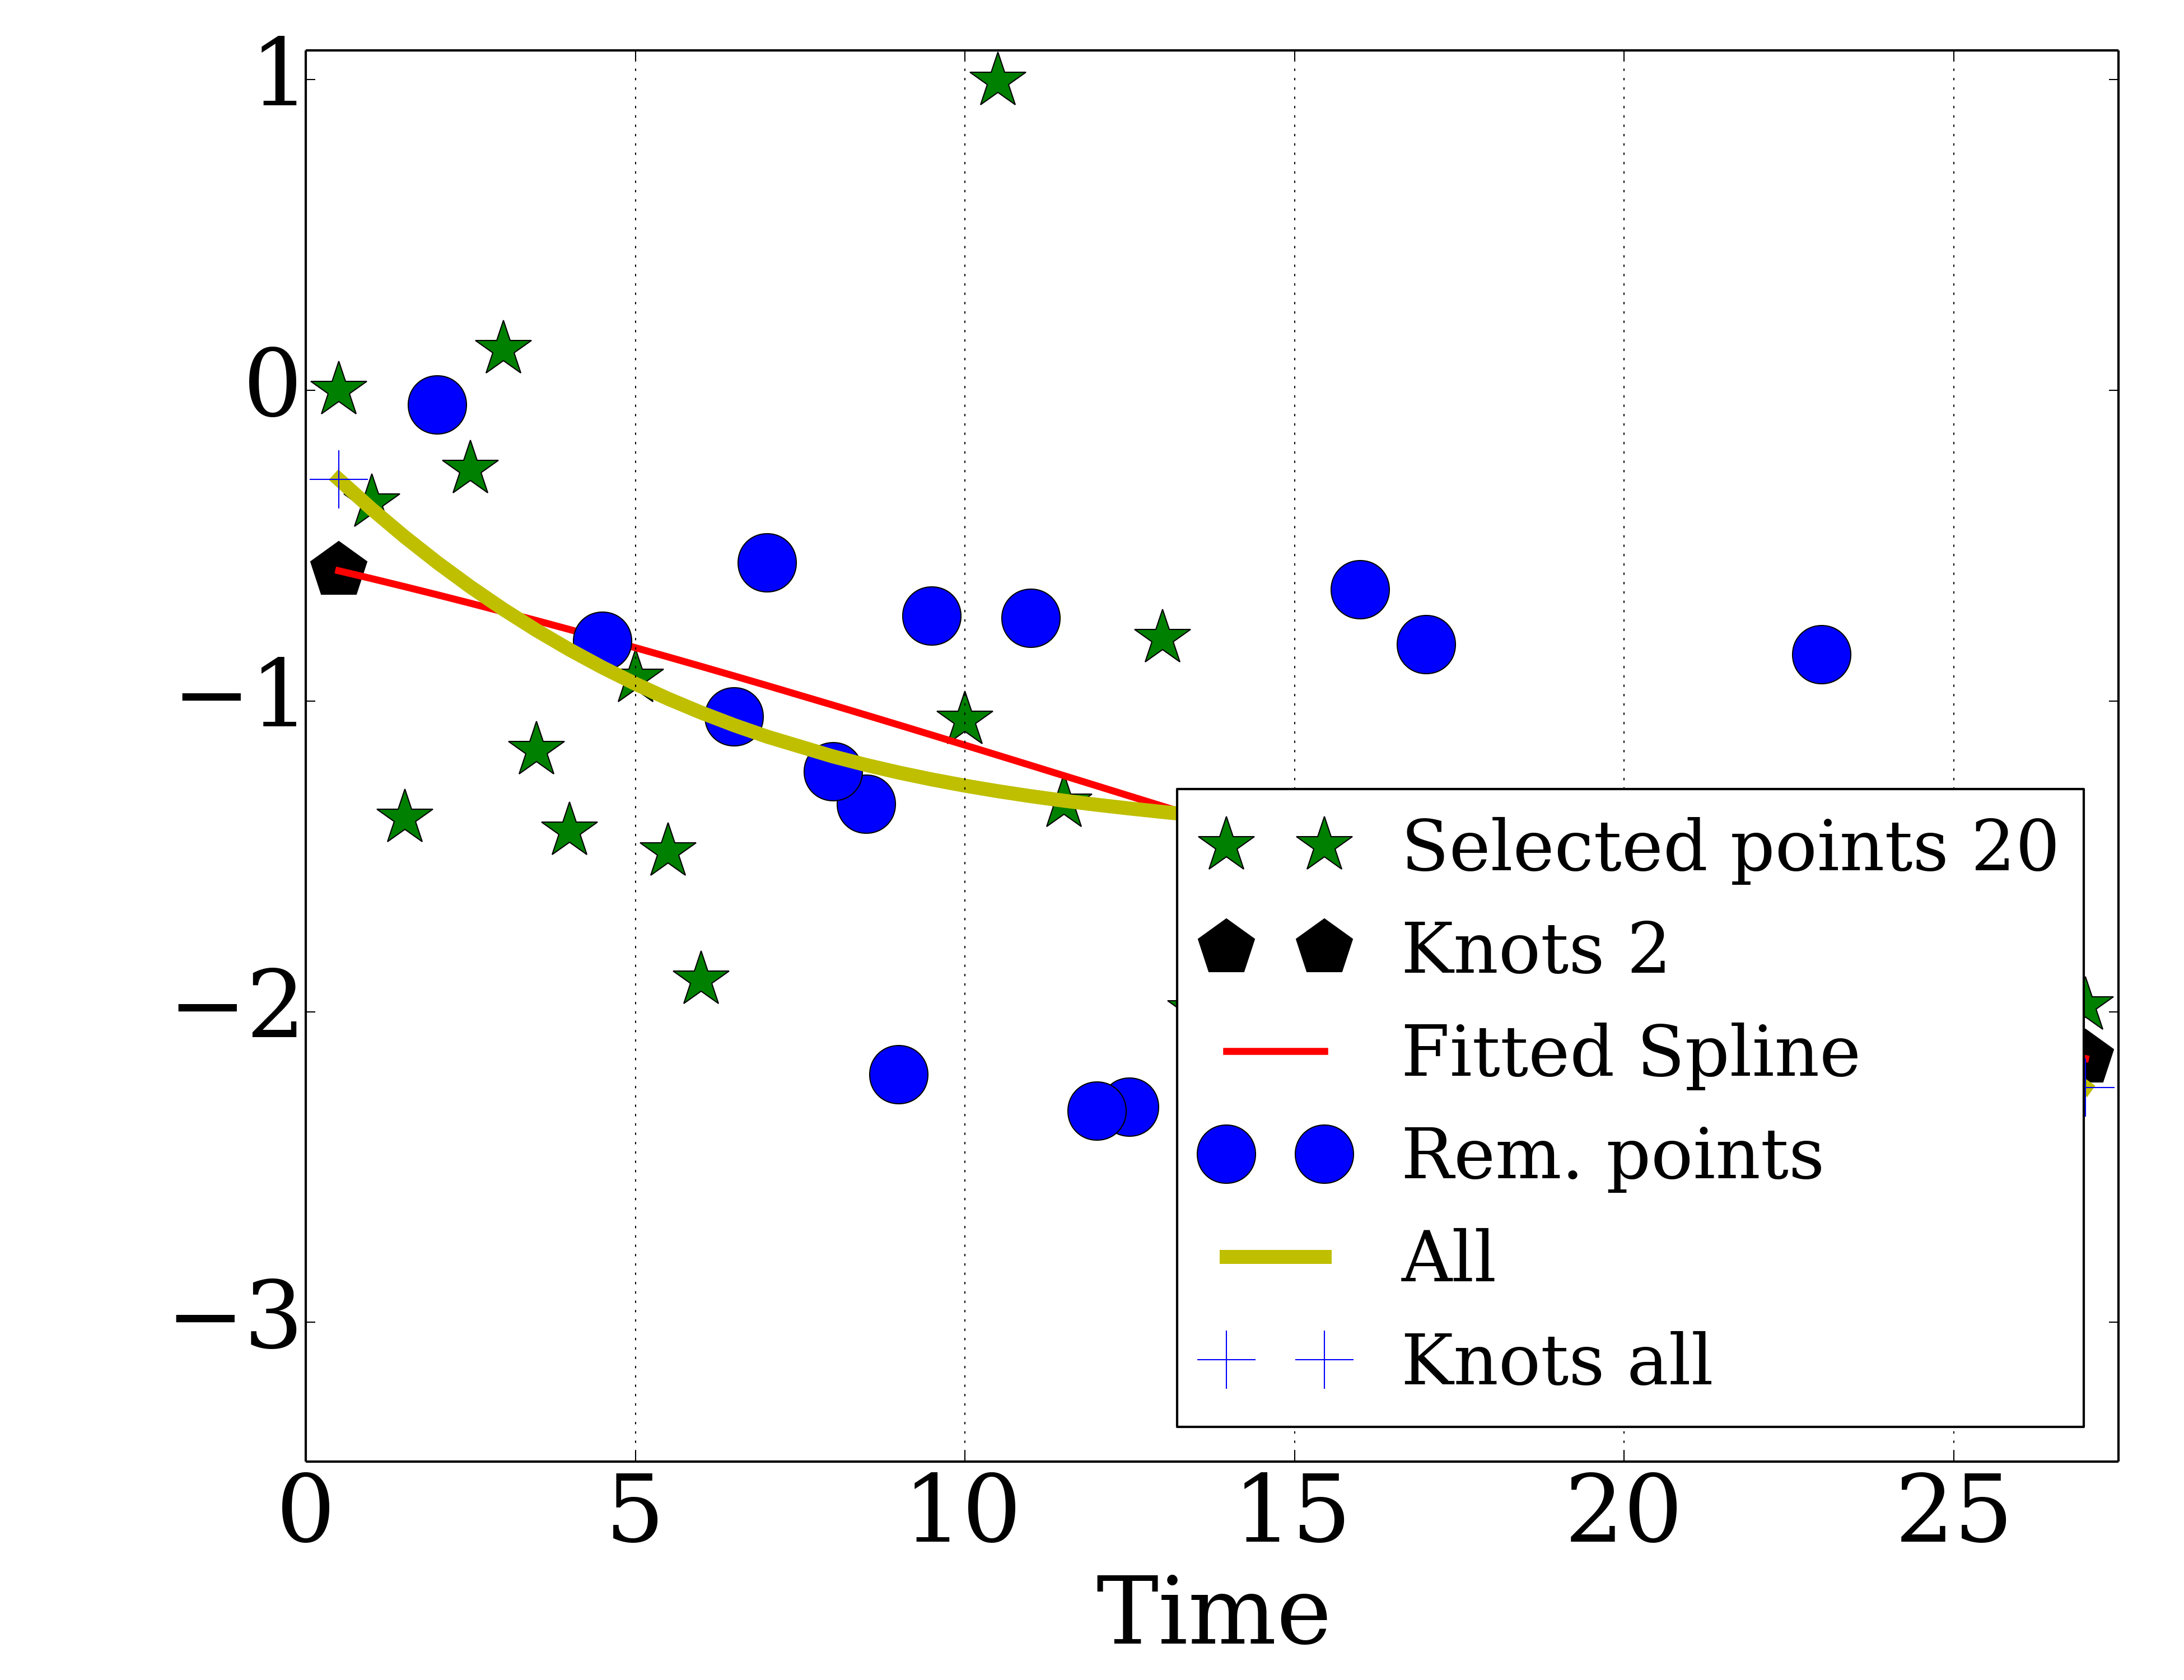 1
0
−1
−2
−3
Selected points 20
Knots 2
Fitted Spline
Rem. points
All
Knots all
0 5 10 15 20 25
Time